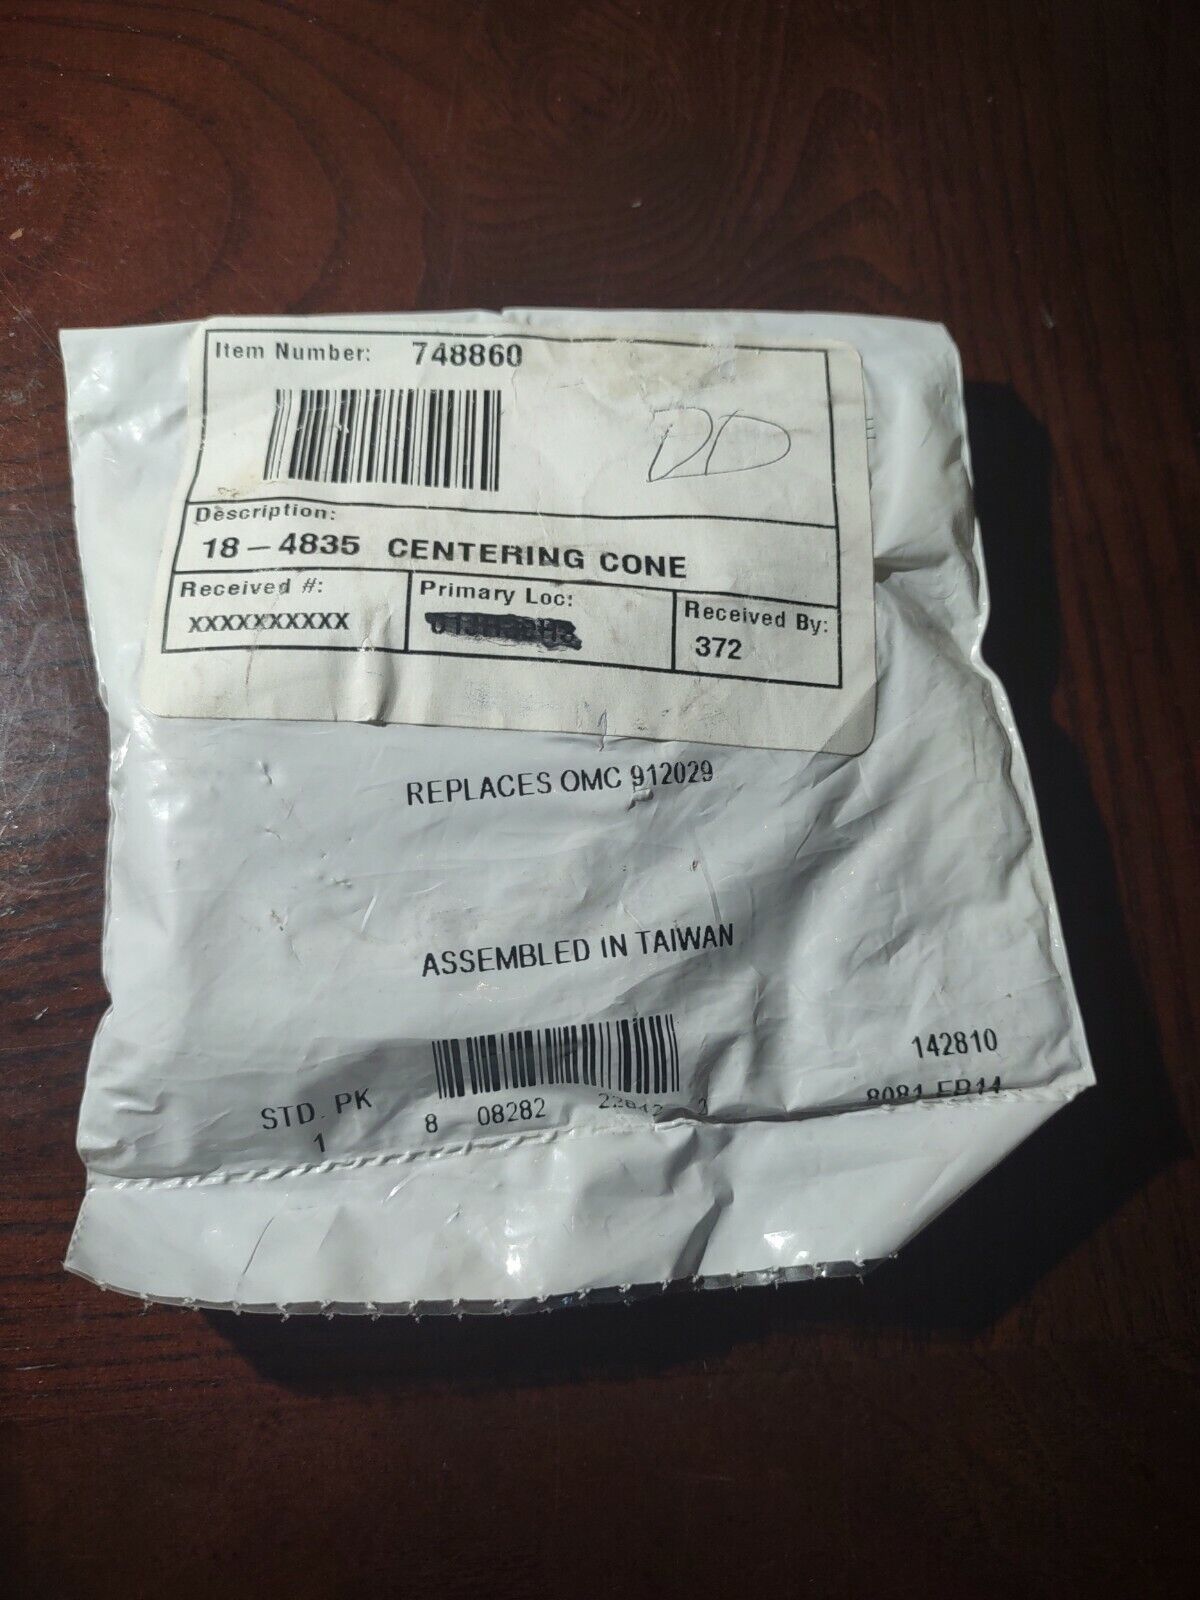 Item Number: 748860
DD
Description:
18-4835 CENTERING CONE
Received #:
XXXXXXXXXX
Primary Loc:
Received By:
372
REPLACES OMC 912029
ASSEMBLED IN TAIWAN
142810
STD. PK
1
8 08282